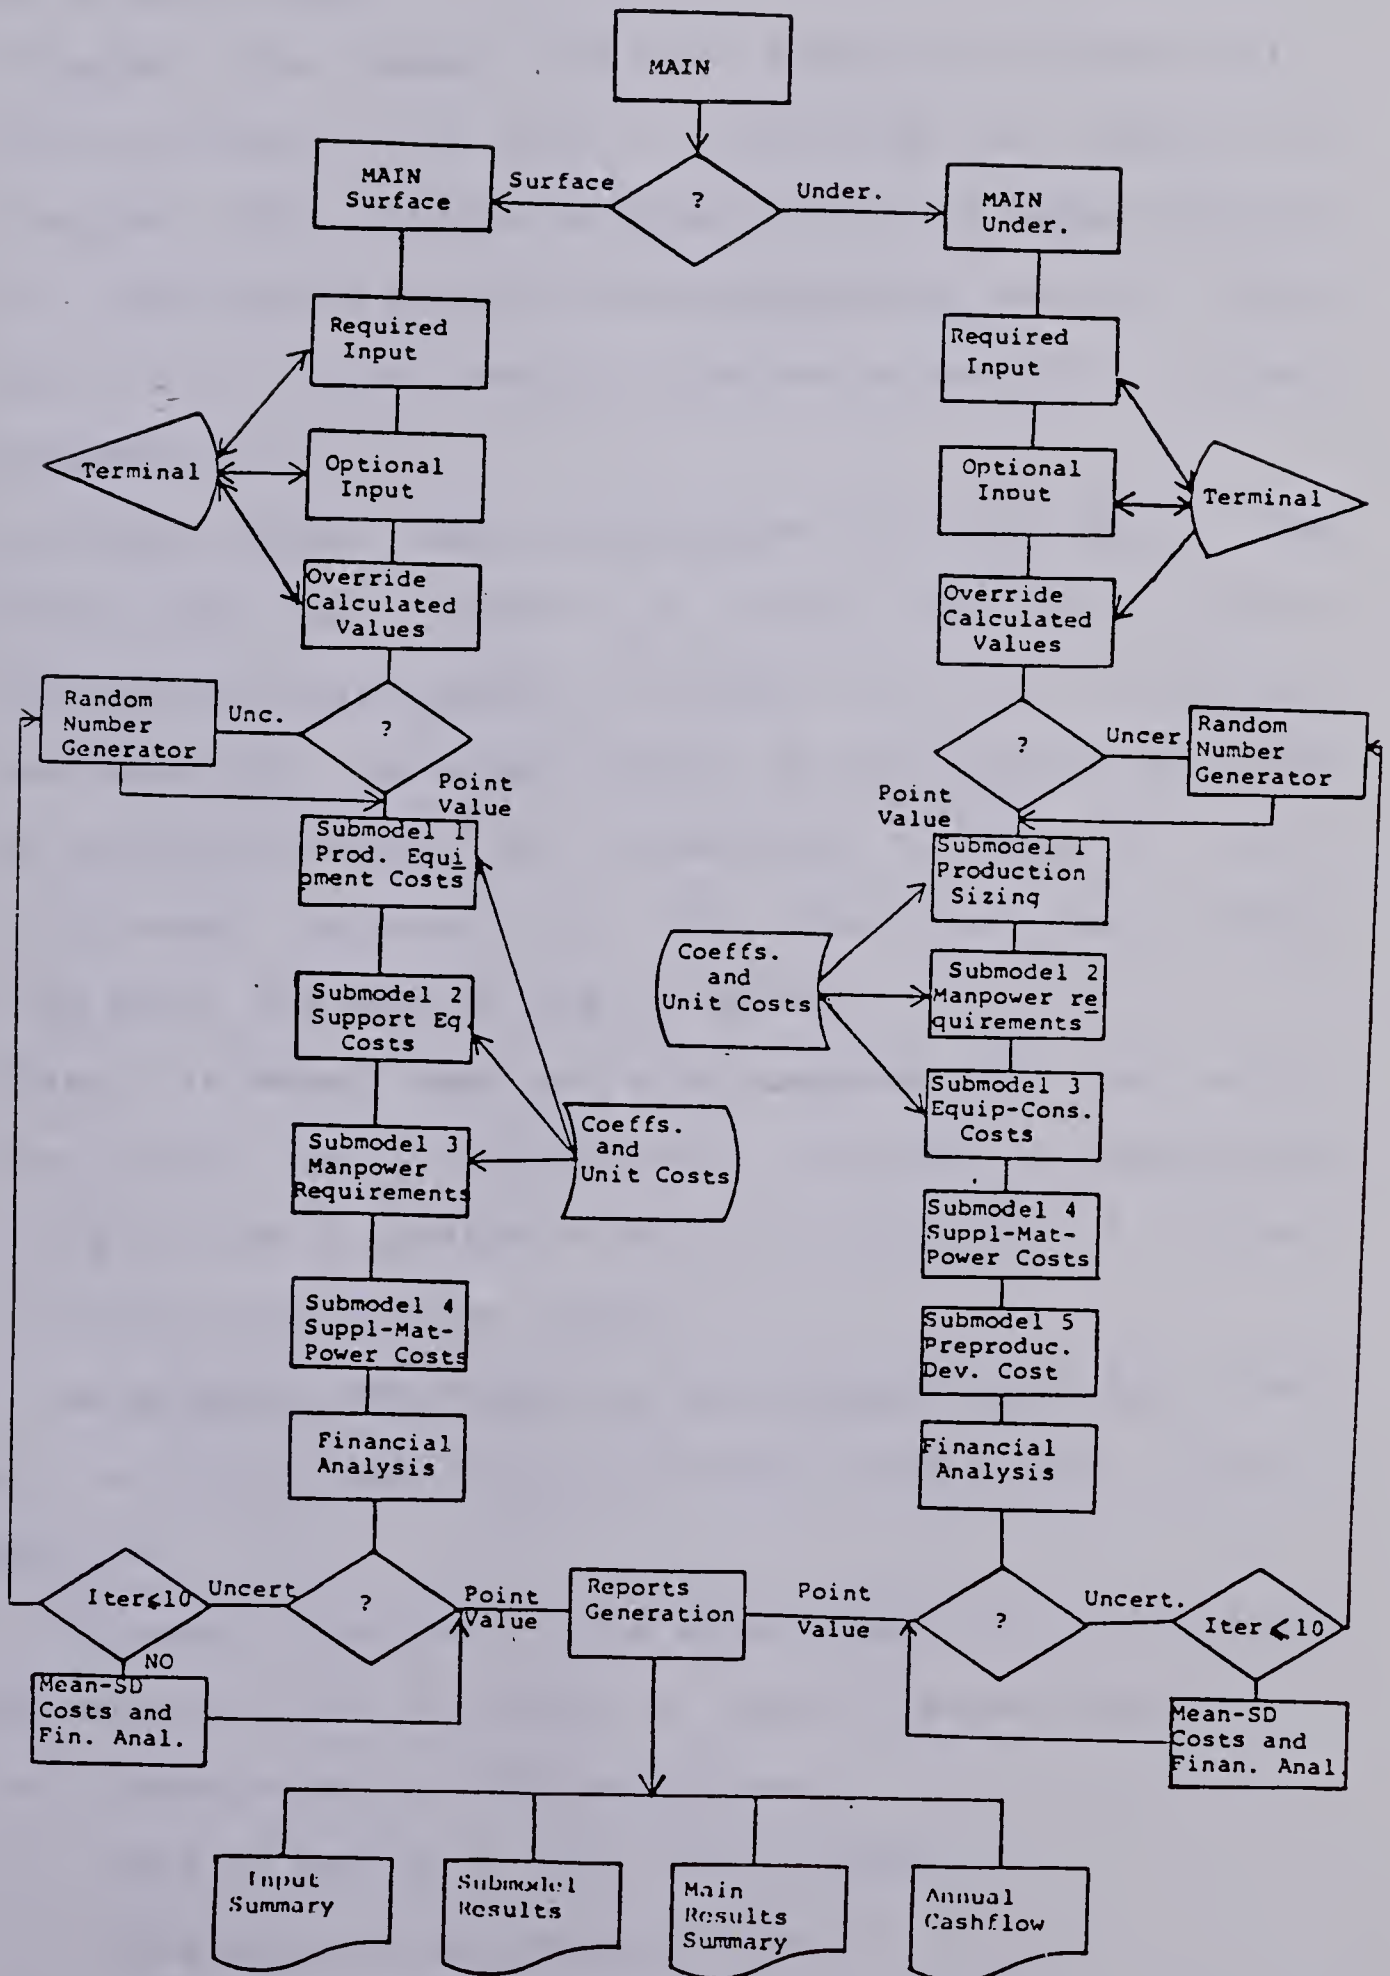 MAIN
MAIN
Surface
Surface
?
Under.
MAIN
Under.
Required
Input
Required
Input
Terminal
Optional
Input
Optional
Input
Terminal
Override
Calculated
Values
Override
Calculated
Values
Random
Number
Generator
Unc.
?
Point
Value
?
Uncer
Random
Number
Generator
Point
Value
Submodel 1
Prod. Equi
pment Costs
Submodel 1
Production
Sizing
Coeffs.
and
Unit Costs
Submodel 2
Support Eq.
Costs
Submodel 2
Manpower re
quirements
Submodel 3
Manpower
Requirements
Coeffs.
and
Unit Costs
Submodel 3
Equip-Cons.
Costs
Submodel 4
Suppl-Mat-
Power Costs
Submodel 4
Suppl-Mat-
Power Costs
Submodel 5
Preproduc.
Dev. Cost
Financial
Analysis
Financial
Analysis
Iter⩽10
Uncert
?
Point
Value
Reports
Generation
Point
Value
?
Uncert.
Iter ⩽ 10
NO
Mean-SD
Costs and
Fin. Anal.
Mean-SD
Costs and
Finan. Anal.
Input
Summary
Submodel
Results
Main
Results
Summary
Annual
Cashflow